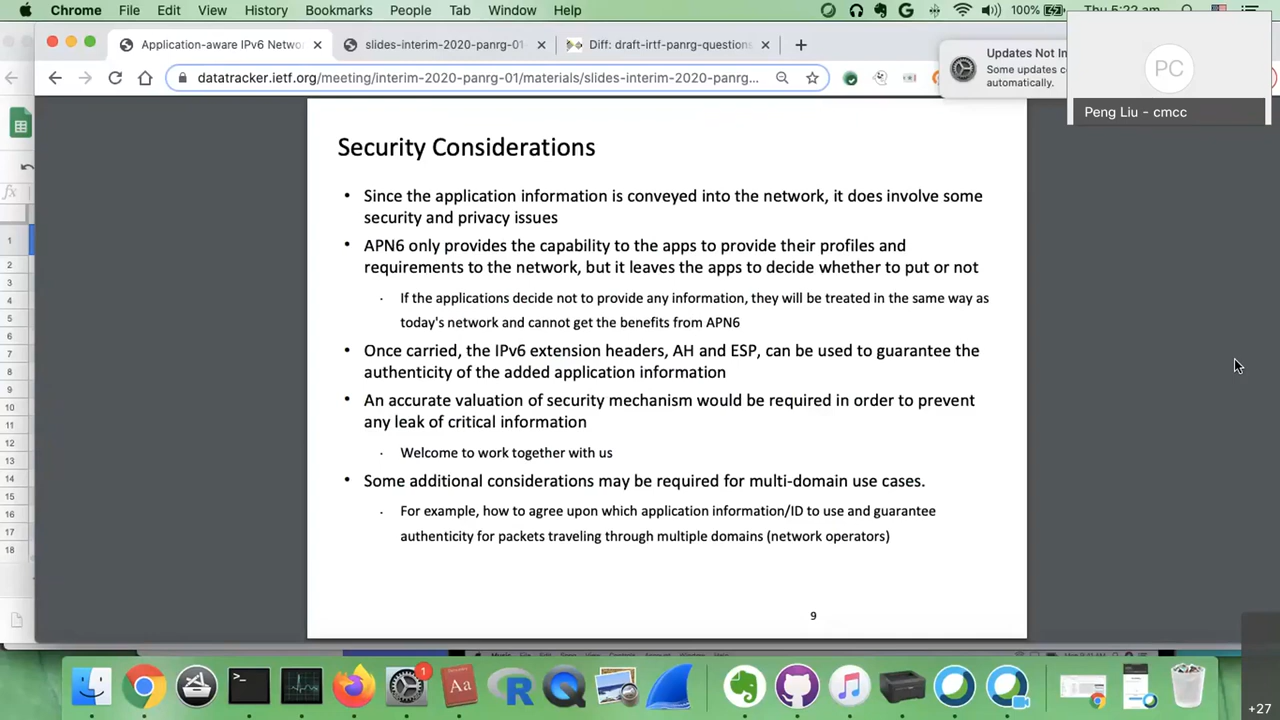 Chrome File Edit View History Bookmarks People Tab Window Help 100% Thu 5:22 am
Application-aware IPv6 Netwo
slides-interim-2020-panrg-01-
Diff: draft-irtf-panrg-questions
Updates Not In
Some updates c
automatically.
PC
Peng Liu - cmcc
datatracker.ietf.org/meeting/interim-2020-panrg-01/materials/slides-interim-2020-panrg...
Security Considerations
• Since the application information is conveyed into the network, it does involve some
security and privacy issues
• APN6 only provides the capability to the apps to provide their profiles and
requirements to the network, but it leaves the apps to decide whether to put or not
· If the applications decide not to provide any information, they will be treated in the same way as
today's network and cannot get the benefits from APN6
• Once carried, the IPv6 extension headers, AH and ESP, can be used to guarantee the
authenticity of the added application information
• An accurate valuation of security mechanism would be required in order to prevent
any leak of critical information
· Welcome to work together with us
• Some additional considerations may be required for multi-domain use cases.
· For example, how to agree upon which application information/ID to use and guarantee
authenticity for packets traveling through multiple domains (network operators)
9
fx
1
2
3
4
5
6
7
8
9
10
11
12
13
14
15
16
17
18
1
Aa
R
+27